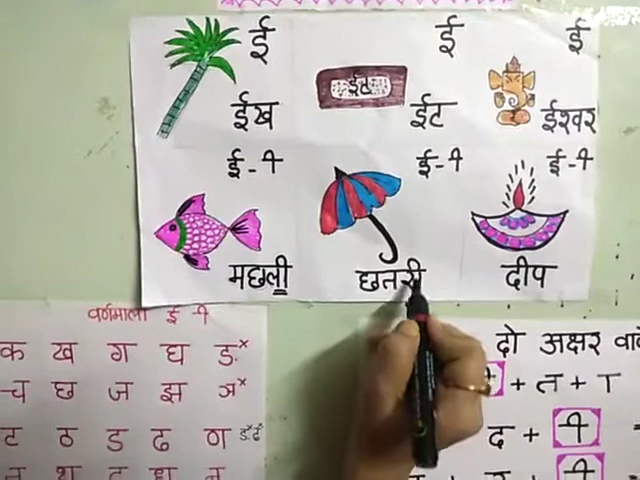 ई ई ई
ईंट
ईख ईंट ईश्वर
ई-ी ई-ी ई-ी
मछली छतरी दीप
वर्णमाला ई ी
क ख ग घ ङ×
च छ ज झ ञ×
ट ठ ड ढ ण ड़× ढ़×
दो अक्षर
+ त + ा
द + ी
ी